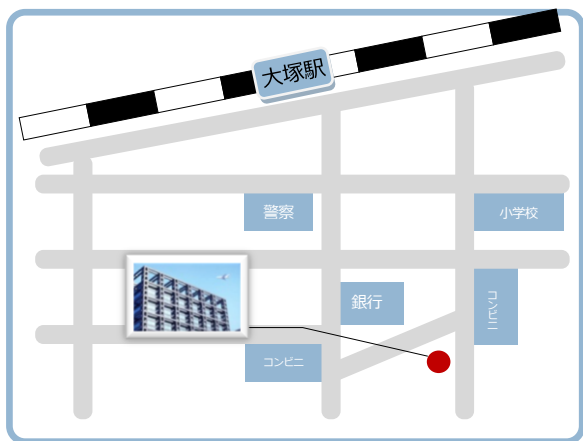 大塚駅
警察
小学校
銀行
コンビニ
コンビニ